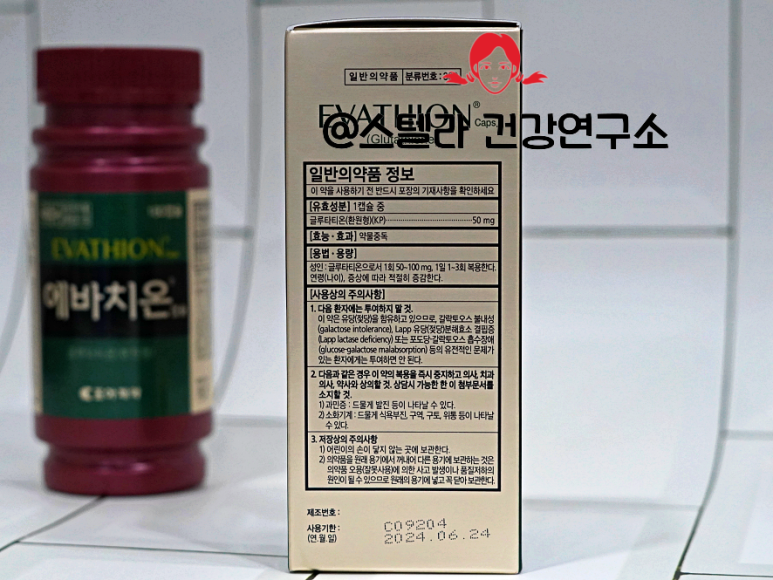 일반의약품 분류번호:
EVATHION®
Caps.
@스텔라 건강연구소
일반의약품 정보
이 약을 사용하기 전 반드시 포장의 기재사항을 확인하세요
[유효성분] 1캡슐 중
글루타티온(환원형)(KP)······50 mg
[효능·효과] 약물중독
[용법·용량]
성인 : 글루타티온으로서 1회 50~100 mg, 1일 1~3회 복용한다.
연령(나이), 증상에 따라 적절히 증감한다.
[사용상의 주의사항]
1. 다음 환자에는 투여하지 말 것.
이 약은 유당(젖당)을 함유하고 있으므로, 갈락토오스 불내성
(galactose intolerance), Lapp 유당(젖당)분해효소 결핍증
(Lapp lactase deficiency) 또는 포도당-갈락토오스 흡수장애
(glucose-galactose malabsorption) 등의 유전적인 문제가
있는 환자에게는 투여하면 안 된다.
2. 다음과 같은 경우 이 약의 복용을 즉시 중지하고 의사, 치과
의사, 약사와 상의할 것. 상담시 가능한 한 이 첨부문서를
소지할 것.
1) 과민증 : 드물게 발진 등이 나타날 수 있다.
2) 소화기계 : 드물게 식욕부진, 구역, 구토, 위통 등이 나타날
수 있다.
3. 저장상의 주의사항
1) 어린이의 손이 닿지 않는 곳에 보관한다.
2) 의약품을 원래 용기에서 꺼내어 다른 용기에 보관하는 것은
의약품 오용(잘못사용)에 의한 사고 발생이나 품질저하의
원인이 될 수 있으므로 원래의 용기에 넣고 꼭 닫아 보관한다.
제조번호 :
C09204
사용기한 :
2024.06.24
(연.월.일)
EVATHION
에바치온